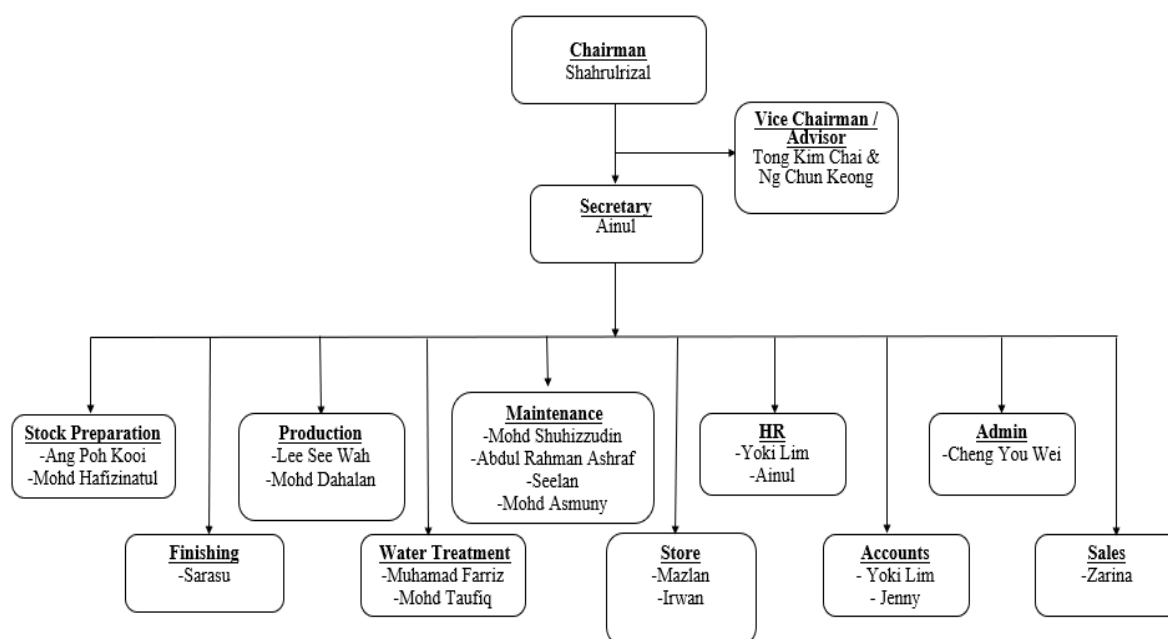 Chairman
Shahrulrizal
Vice Chairman /
Advisor
Tong Kim Chai &
Ng Chun Keong
Secretary
Ainul
Stock Preparation
-Ang Poh Kooi
-Mohd Hafizinatul
Production
-Lee See Wah
-Mohd Dahalan
Maintenance
-Mohd Shuhizzudin
-Abdul Rahman Ashraf
-Seelan
-Mohd Asmuny
HR
-Yoki Lim
-Ainul
Admin
-Cheng You Wei
Finishing
-Sarasu
Water Treatment
-Muhamad Farriz
-Mohd Taufiq
Store
-Mazlan
-Irwan
Accounts
- Yoki Lim
- Jenny
Sales
-Zarina